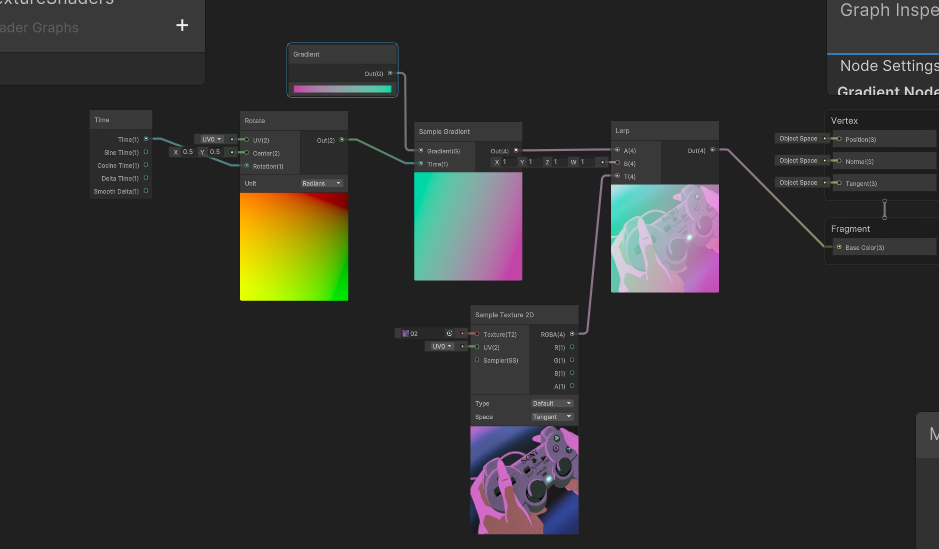 extureShaders
ader Graphs
+
Graph Inspe
Node Settings
Gradient Node
Gradient
Out(G)
Time
Time(1)
Sine Time(1)
Cosine Time(1)
Delta Time(1)
Smooth Delta(1)
UV0
X 0.5 Y 0.5
Rotate
UV(2) Out(2)
Center(2)
Rotation(1)
Unit Radians
Sample Gradient
Gradient(G) Out(4)
Time(1)
X 1 Y 1 Z 1 W 1
Lerp
A(4) Out(4)
B(4)
T(4)
Vertex
Object Space Position(3)
Object Space Normal(3)
Object Space Tangent(3)
Fragment
Base Color(3)
Sample Texture 2D
02 Texture(T2) RGBA(4)
UV0 UV(2) R(1)
Sampler(SS) G(1)
B(1)
A(1)
Type Default
Space Tangent
M